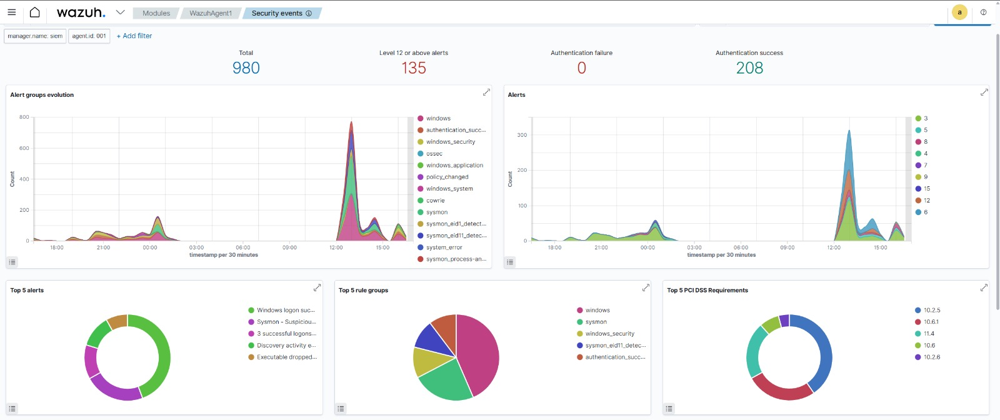 wazuh. Modules WazuhAgent1 Security events a
manager.name: siem agent.id: 001 + Add filter
Total Level 12 or above alerts Authentication failure Authentication success
980 135 0 208
Alert groups evolution
800
600
400
200
0
Count
18:00 21:00 00:00 03:00 06:00 09:00 12:00 15:00
timestamp per 30 minutes
windows
authentication_succ...
windows_security
ossec
windows_application
policy_changed
windows_system
cowrie
sysmon
sysmon_eid1_detect...
sysmon_eid11_detec...
system_error
sysmon_process-an...
Alerts
300
200
100
0
Count
18:00 21:00 00:00 03:00 06:00 09:00 12:00 15:00
timestamp per 30 minutes
3
5
8
4
7
9
15
12
6
Top 5 alerts
Windows logon suc...
Sysmon - Suspiciou...
3 successful logons...
Discovery activity e...
Executable dropped...
Top 5 rule groups
windows
sysmon
windows_security
sysmon_eid11_detec...
authentication_succ...
Top 5 PCI DSS Requirements
10.2.5
10.6.1
11.4
10.6
10.2.6